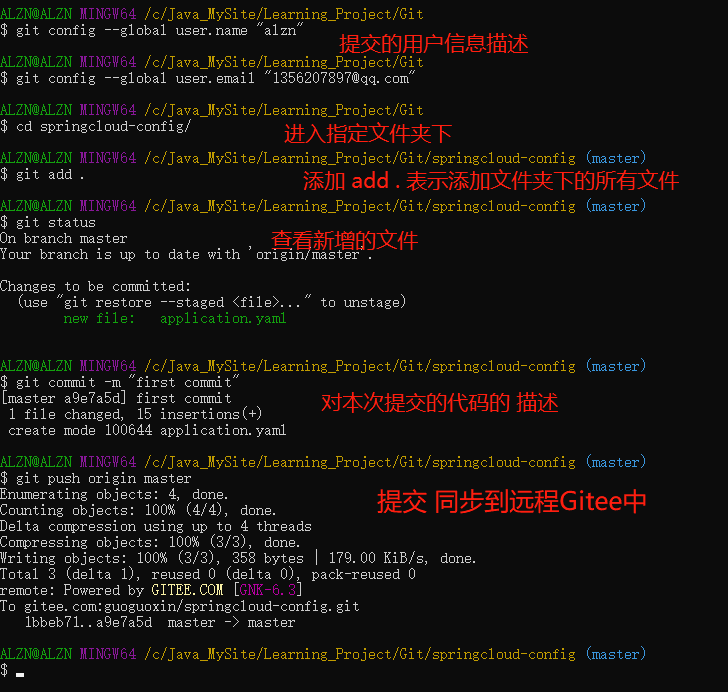 ALZN@ALZN MINGW64 /c/Java_MySite/Learning_Project/Git
$ git config --global user.name "alzn"
提交的用户信息描述
ALZN@ALZN MINGW64 /c/Java_MySite/Learning_Project/Git
$ git config --global user.email "1356207897@qq.com"
ALZN@ALZN MINGW64 /c/Java_MySite/Learning_Project/Git
$ cd springcloud-config/
进入指定文件夹下
ALZN@ALZN MINGW64 /c/Java_MySite/Learning_Project/Git/springcloud-config (master)
$ git add .
添加 add . 表示添加文件夹下的所有文件
ALZN@ALZN MINGW64 /c/Java_MySite/Learning_Project/Git/springcloud-config (master)
$ git status
On branch master
查看新增的文件
Your branch is up to date with 'origin/master'.
Changes to be committed:
(use "git restore --staged <file>..." to unstage)
new file: application.yaml
ALZN@ALZN MINGW64 /c/Java_MySite/Learning_Project/Git/springcloud-config (master)
$ git commit -m "first commit"
[master a9e7a5d] first commit
对本次提交的代码的 描述
1 file changed, 15 insertions(+)
create mode 100644 application.yaml
ALZN@ALZN MINGW64 /c/Java_MySite/Learning_Project/Git/springcloud-config (master)
$ git push origin master
Enumerating objects: 4, done.
提交 同步到远程Gitee中
Counting objects: 100% (4/4), done.
Delta compression using up to 4 threads
Compressing objects: 100% (3/3), done.
Writing objects: 100% (3/3), 358 bytes | 179.00 KiB/s, done.
Total 3 (delta 1), reused 0 (delta 0), pack-reused 0
remote: Powered by GITEE.COM [GNK-6.3]
To gitee.com:guoguoxin/springcloud-config.git
1bbeb71..a9e7a5d master -> master
ALZN@ALZN MINGW64 /c/Java_MySite/Learning_Project/Git/springcloud-config (master)
$